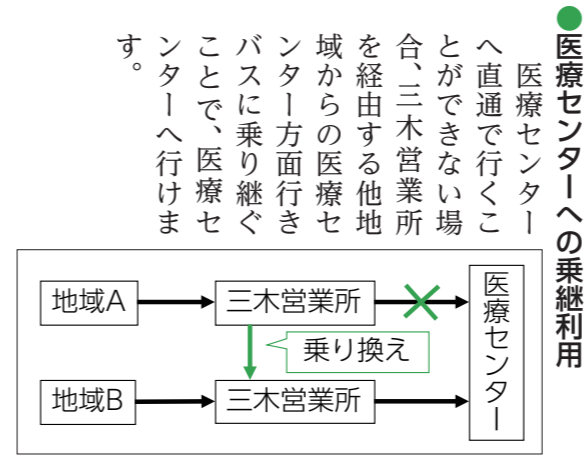 ●医療センターへの乗継利用
医療センター
へ直通で行くこ
とができない場
合、三木営業所
を経由する他地
域からの医療セ
ンター方面行き
バスに乗り継ぐ
ことで、医療セ
ンターへ行けま
す。
地域A
三木営業所
医療センター
乗り換え
地域B
三木営業所